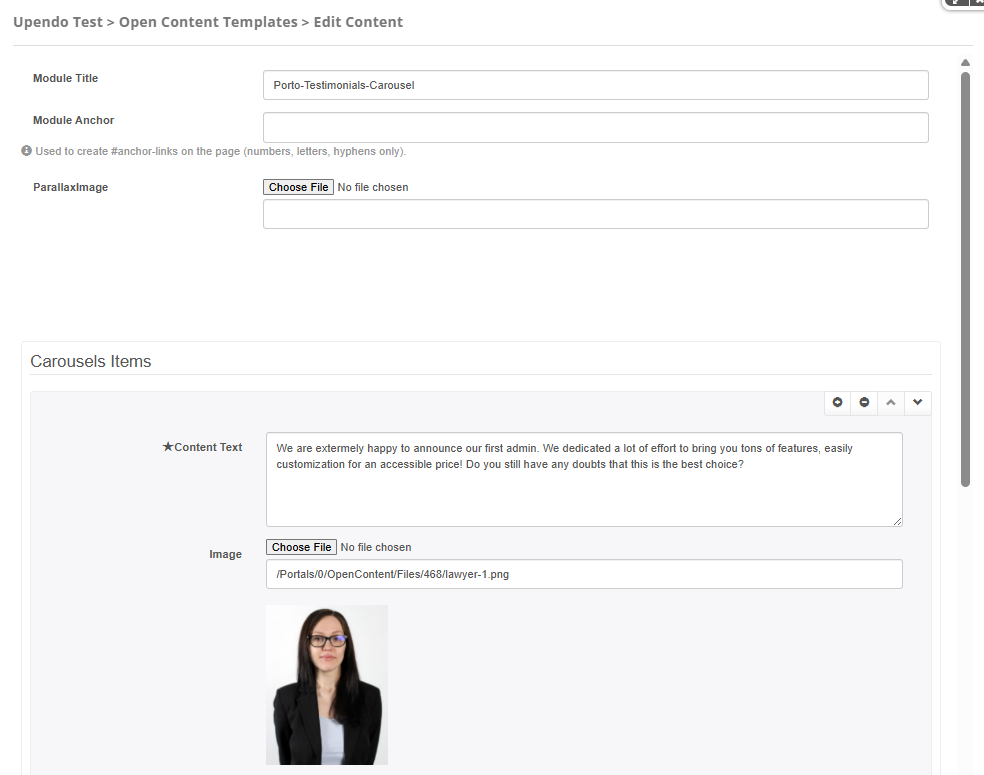 Upendo Test > Open Content Templates > Edit Content
Module Title
Porto-Testimonials-Carousel
Module Anchor
Used to create #anchor-links on the page (numbers, letters, hyphens only).
ParallaxImage
Choose File No file chosen
Carousels Items
★Content Text
We are extermely happy to announce our first admin. We dedicated a lot of effort to bring you tons of features, easily
customization for an accessible price! Do you still have any doubts that this is the best choice?
Image
Choose File No file chosen
/Portals/0/OpenContent/Files/468/lawyer-1.png